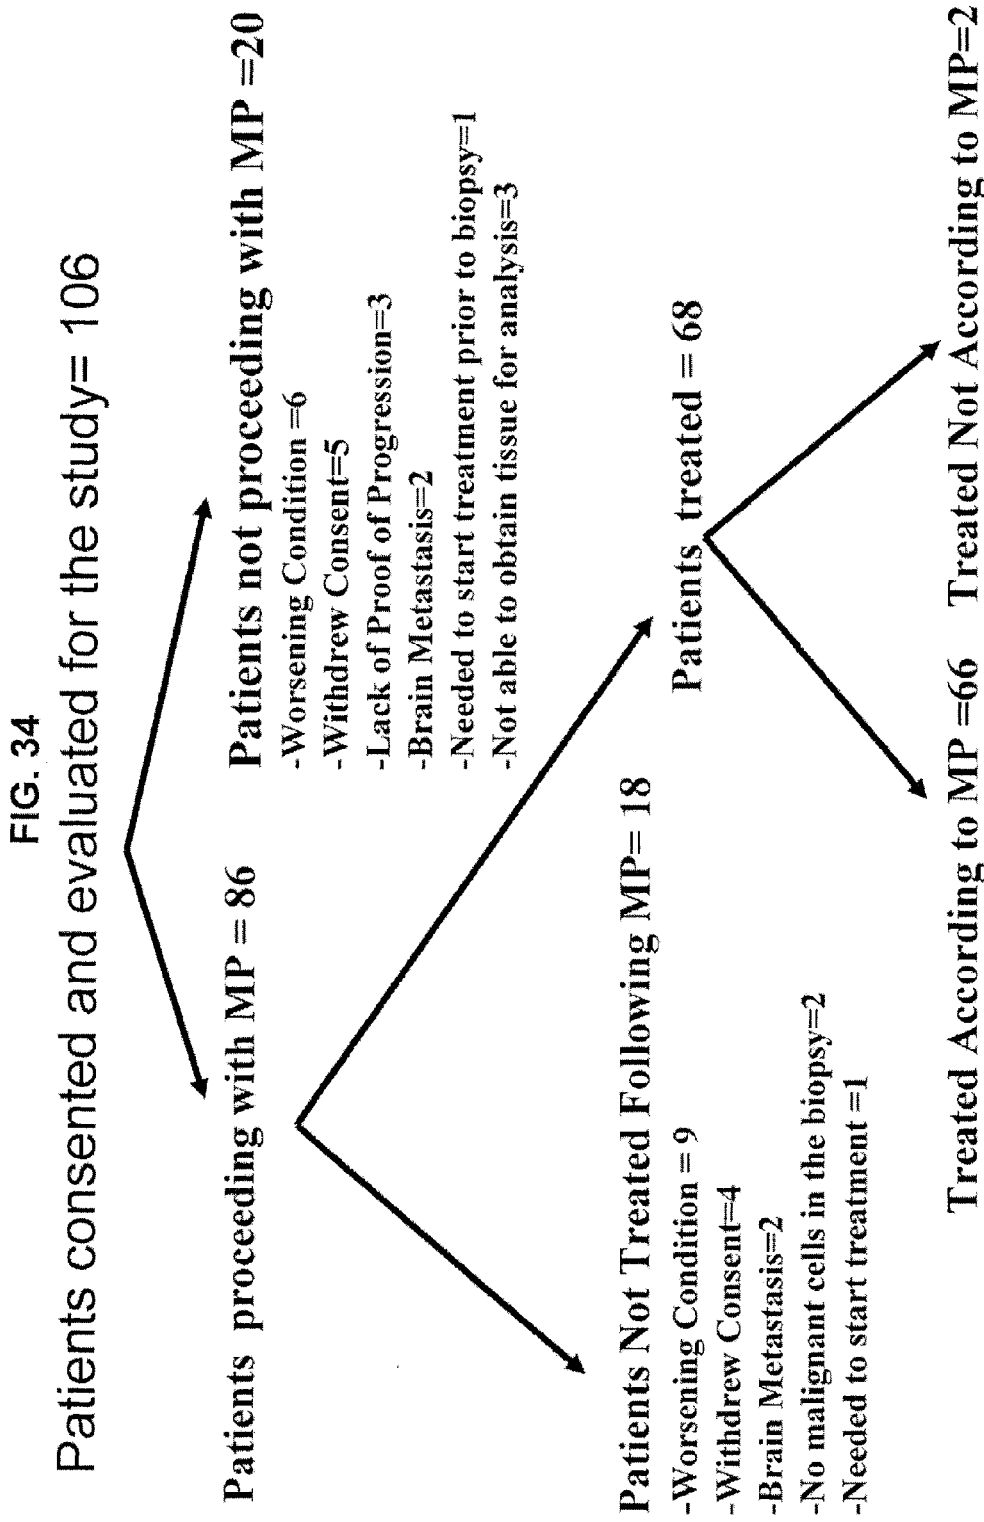 FIG. 34
Patients consented and evaluated for the study= 106
Patients proceeding with MP = 86
Patients not proceeding with MP =20
-Worsening Condition =6
-Withdrew Consent=5
-Lack of Proof of Progression=3
-Brain Metastasis=2
-Needed to start treatment prior to biopsy=1
-Not able to obtain tissue for analysis=3
Patients Not Treated Following MP= 18
-Worsening Condition = 9
-Withdrew Consent=4
-Brain Metastasis=2
-No malignant cells in the biopsy=2
-Needed to start treatment =1
Patients treated = 68
Treated According to MP =66
Treated Not According to MP=2